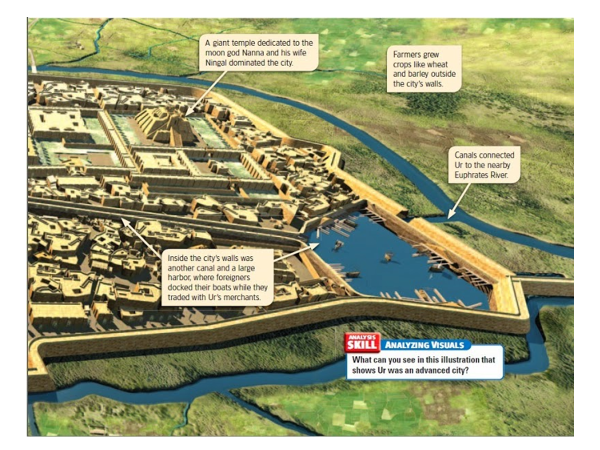 A giant temple dedicated to the
moon god Nanna and his wife
Ningal dominated the city.
Farmers grew
crops like wheat
and barley outside
the city's walls.
Canals connected
Ur to the nearby
Euphrates River.
Inside the city's walls was
another canal and a large
harbor, where foreigners
docked their boats while they
traded with Ur's merchants.
ANALYSIS
SKILL ANALYZING VISUALS
What can you see in this illustration that
shows Ur was an advanced city?